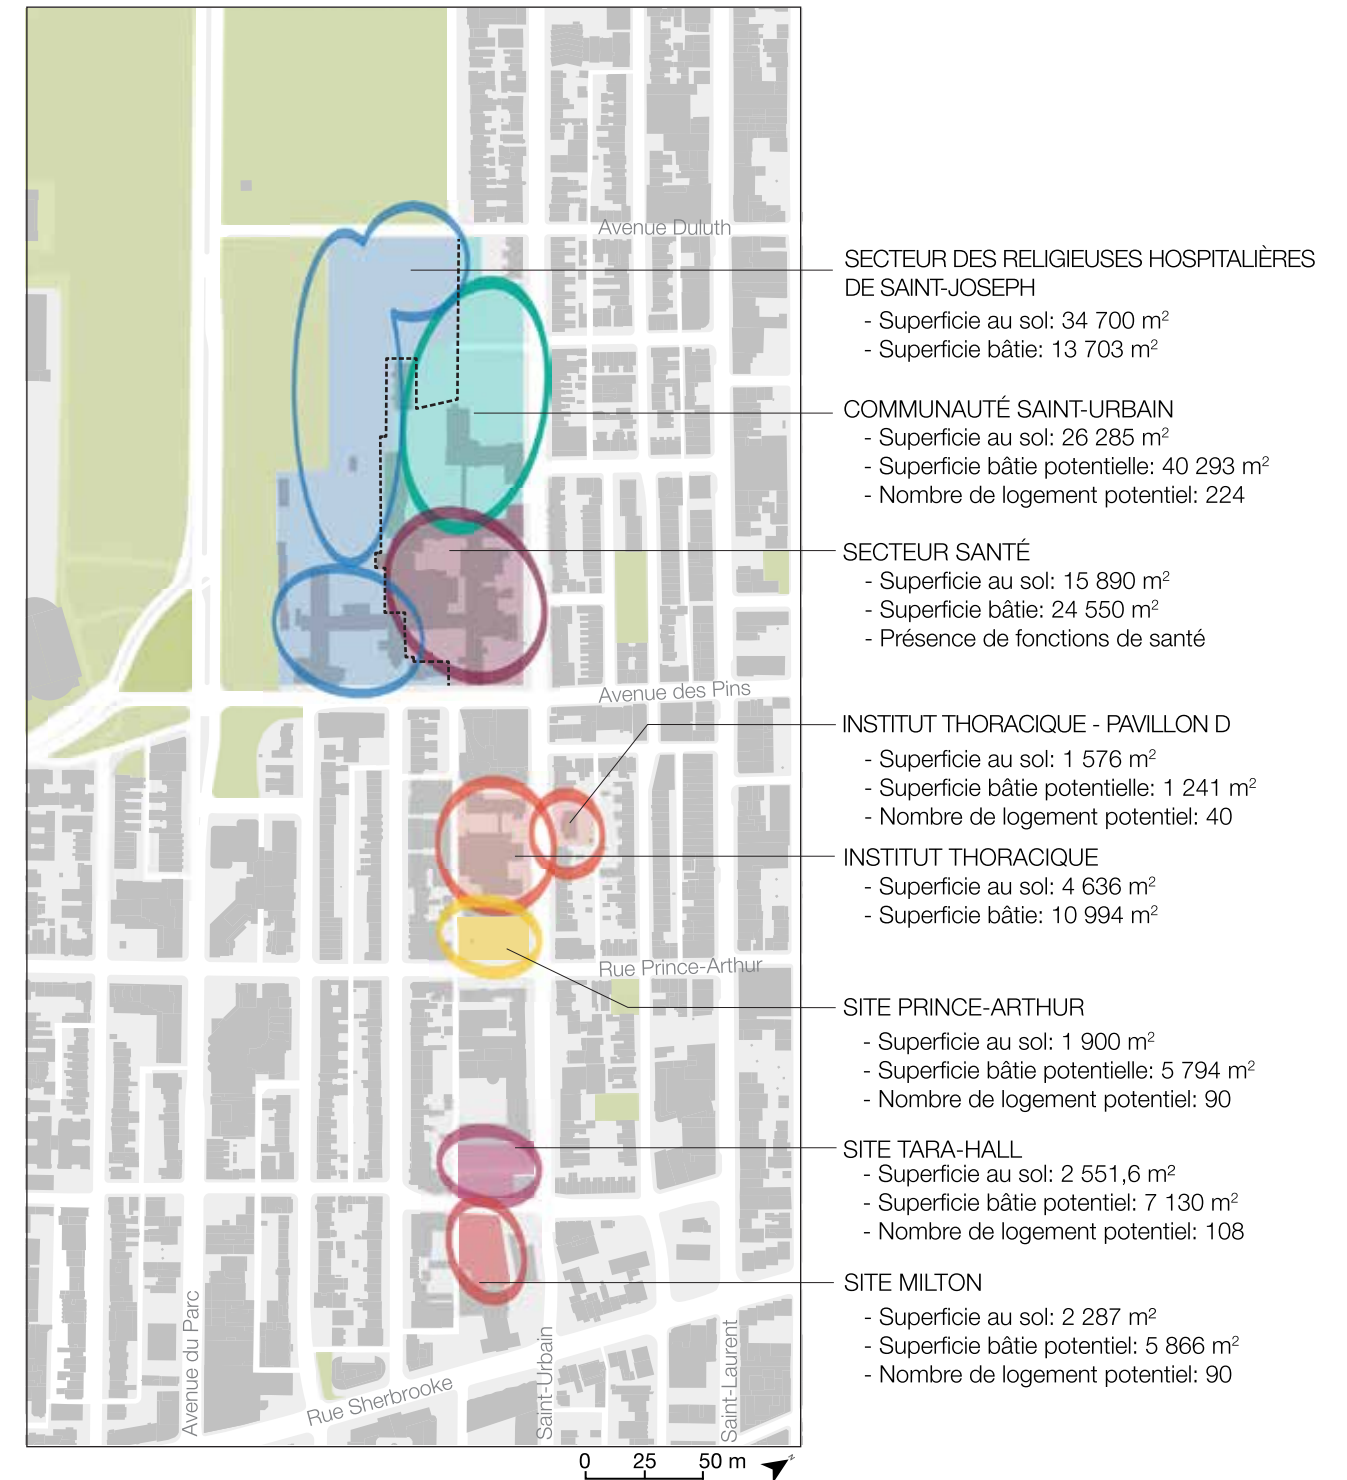 Avenue Duluth
SECTEUR DES RELIGIEUSES HOSPITALIÈRES
DE SAINT-JOSEPH
- Superficie au sol: 34 700 m²
- Superficie bâtie: 13 703 m²
COMMUNAUTÉ SAINT-URBAIN
- Superficie au sol: 26 285 m²
- Superficie bâtie potentielle: 40 293 m²
- Nombre de logement potentiel: 224
SECTEUR SANTÉ
- Superficie au sol: 15 890 m²
- Superficie bâtie: 24 550 m²
- Présence de fonctions de santé
Avenue des Pins
INSTITUT THORACIQUE - PAVILLON D
- Superficie au sol: 1 576 m²
- Superficie bâtie potentielle: 1 241 m²
- Nombre de logement potentiel: 40
INSTITUT THORACIQUE
- Superficie au sol: 4 636 m²
- Superficie bâtie: 10 994 m²
Rue Prince-Arthur
SITE PRINCE-ARTHUR
- Superficie au sol: 1 900 m²
- Superficie bâtie potentielle: 5 794 m²
- Nombre de logement potentiel: 90
SITE TARA-HALL
- Superficie au sol: 2 551,6 m²
- Superficie bâtie potentiel: 7 130 m²
- Nombre de logement potentiel: 108
SITE MILTON
- Superficie au sol: 2 287 m²
- Superficie bâtie potentiel: 5 866 m²
- Nombre de logement potentiel: 90
Avenue du Parc
Rue Sherbrooke
Saint-Urbain
Saint-Laurent
0 25 50 m
N